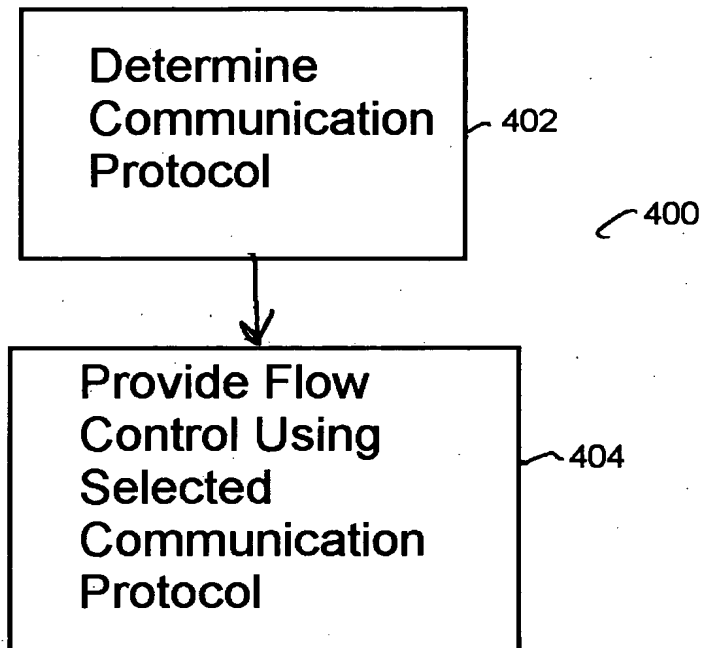 Determine
Communication
Protocol
402
400
Provide Flow
Control Using
Selected
Communication
Protocol
404